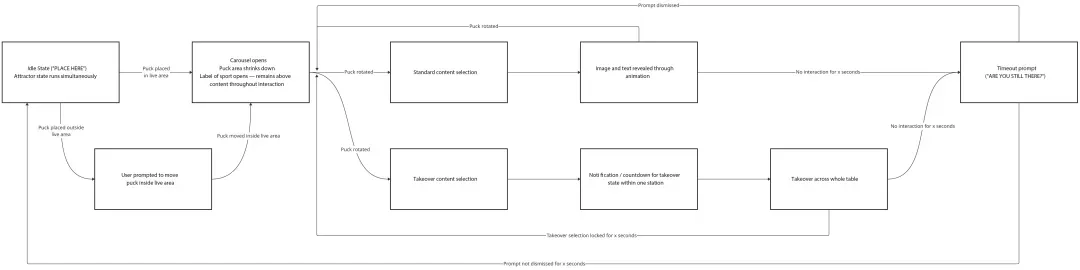 Prompt dismissed
Puck rotated
Idle State ("PLACE HERE")
Attractor state runs simultaneously
Puck placed
in live area
Carousel opens
Puck area shrinks down
Label of sport opens – remains above
content throughout interaction
Puck rotated
Standard content selection
Image and text revealed through
animation
No interaction for x seconds
Timeout prompt
("ARE YOU STILL THERE?")
Puck placed outside
live area
Puck moved inside live area
No interaction for x seconds
Puck rotated
User prompted to move
puck inside live area
Takeover content selection
Notification / countdown for takeover
state within one station
Takeover across whole table
Takeover selection locked for x seconds
Prompt not dismissed for x seconds